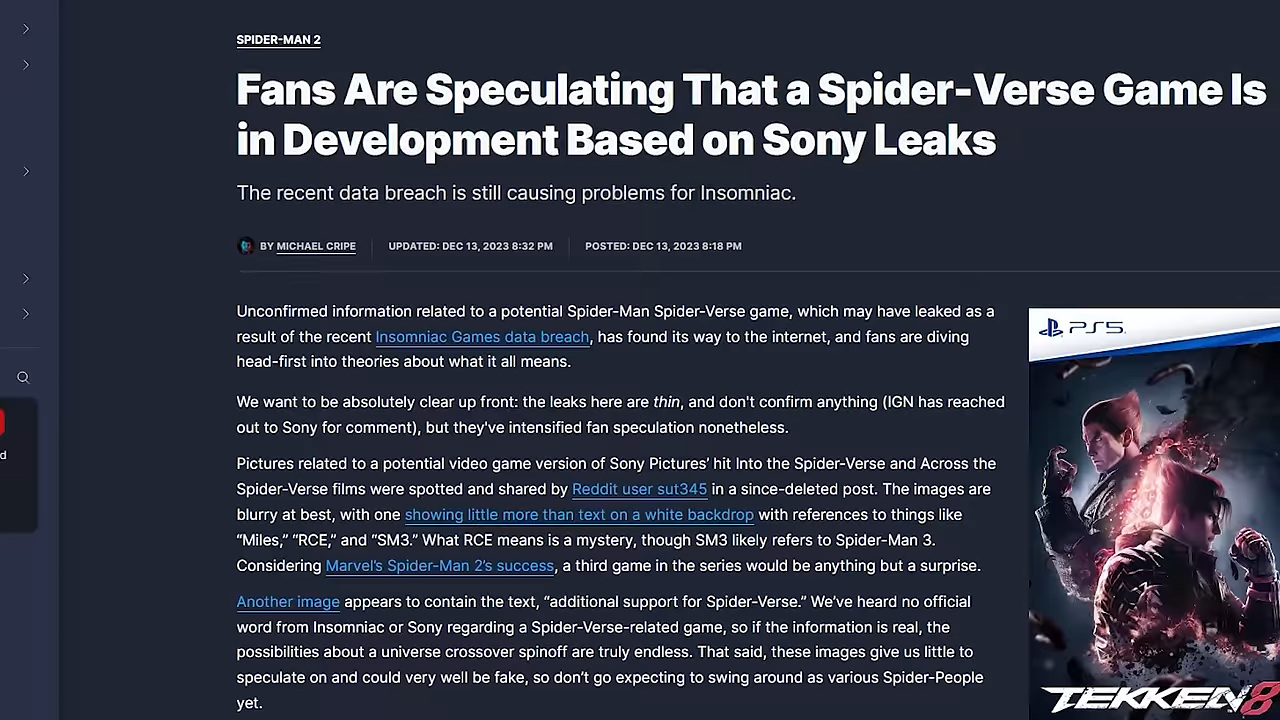 SPIDER-MAN 2
Fans Are Speculating That a Spider-Verse Game Is
in Development Based on Sony Leaks
The recent data breach is still causing problems for Insomniac.
BY MICHAEL CRIPE
UPDATED: DEC 13, 2023 8:32 PM
POSTED: DEC 13, 2023 8:18 PM
Unconfirmed information related to a potential Spider-Man Spider-Verse game, which may have leaked as a
result of the recent Insomniac Games data breach, has found its way to the internet, and fans are diving
head-first into theories about what it all means.
We want to be absolutely clear up front: the leaks here are thin, and don't confirm anything (IGN has reached
out to Sony for comment), but they've intensified fan speculation nonetheless.
Pictures related to a potential video game version of Sony Pictures’ hit Into the Spider-Verse and Across the
Spider-Verse films were spotted and shared by Reddit user sut345 in a since-deleted post. The images are
blurry at best, with one showing little more than text on a white backdrop with references to things like
“Miles,” “RCE,” and “SM3.” What RCE means is a mystery, though SM3 likely refers to Spider-Man 3.
Considering Marvel’s Spider-Man 2’s success, a third game in the series would be anything but a surprise.
Another image appears to contain the text, “additional support for Spider-Verse.” We’ve heard no official
word from Insomniac or Sony regarding a Spider-Verse-related game, so if the information is real, the
possibilities about a universe crossover spinoff are truly endless. That said, these images give us little to
speculate on and could very well be fake, so don’t go expecting to swing around as various Spider-People
yet.
d
PS5
TEKKEN 8